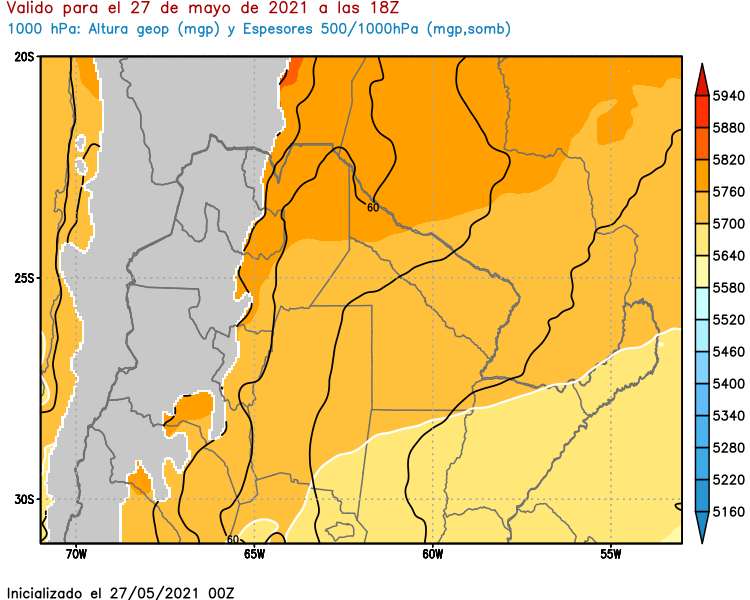 Valido para el 27 de mayo de 2021 a las 18Z
1000 hPa: Altura geop (mgp) y Espesores 500/1000hPa (mgp,somb)
20S
25S
30S
70W
65W
60W
55W
60
60
5940
5880
5820
5760
5700
5640
5580
5520
5460
5400
5340
5280
5220
5160
Inicializado el 27/05/2021 00Z